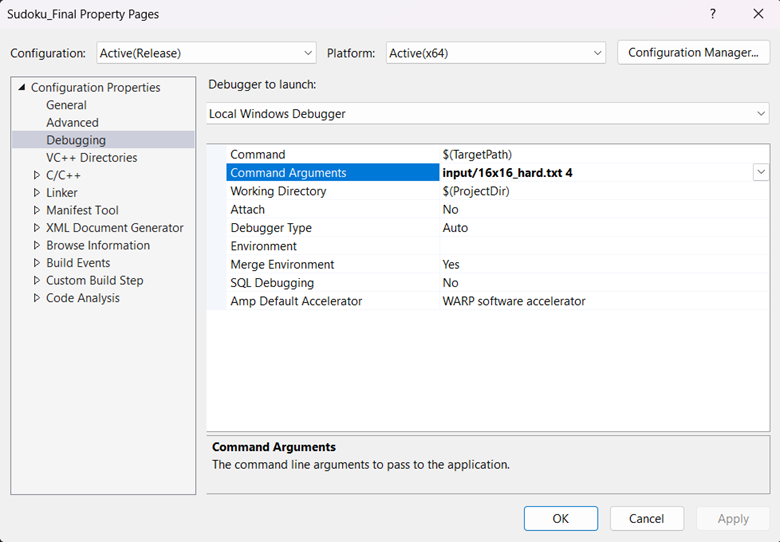 Sudoku_Final Property Pages
Configuration: Active(Release) Platform: Active(x64) Configuration Manager...
Configuration Properties
General
Advanced
Debugging
VC++ Directories
C/C++
Linker
Manifest Tool
XML Document Generator
Browse Information
Build Events
Custom Build Step
Code Analysis
Debugger to launch:
Local Windows Debugger
Command $(TargetPath)
Command Arguments input/16x16_hard.txt 4
Working Directory $(ProjectDir)
Attach No
Debugger Type Auto
Environment
Merge Environment Yes
SQL Debugging No
Amp Default Accelerator WARP software accelerator
Command Arguments
The command line arguments to pass to the application.
OK Cancel Apply